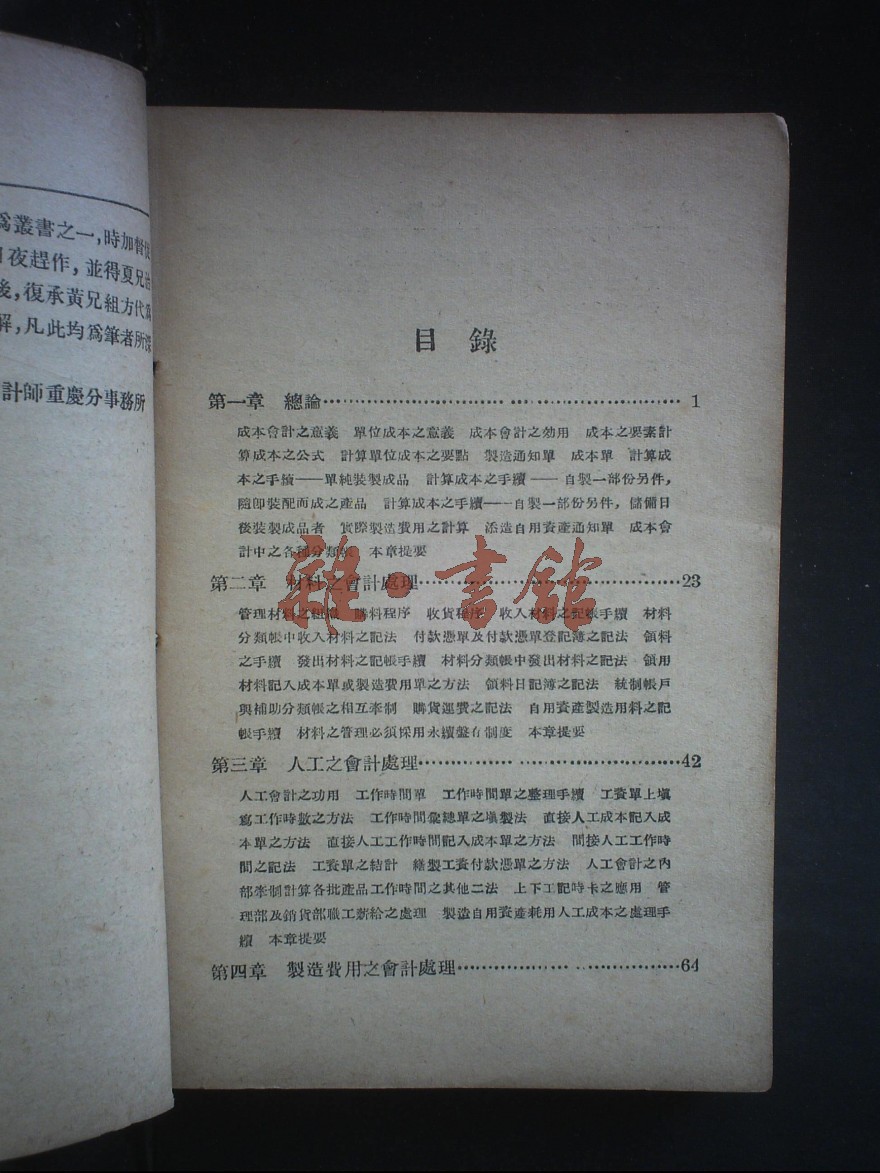 為叢書之一,時加督促
日夜趕作,並得夏兄治
後,復承黃兄組方代為
解,凡此均為筆者所深
計師重慶分事務所
目錄
第一章 總論 1
成本會計之意義 單位成本之意義 成本會計之効用 成本之要素計
算成本之公式 計算單位成本之要點 製造通知單 成本單 計算成
本之手續——單純裝製成品 計算成本之手續——自製一部份另件,
隨卽裝配而成之產品 計算成本之手續——自製一部份另件,儲備日
後裝製成品者 實際製造費用之計算 添造自用資產通知單 成本會
計中之各種分類帳 本章提要
第二章 材料之會計處理 23
管理材料之組織 購料程序 收貨程序 收入材料之記帳手續 材料
分類帳中收入材料之記法 付款憑單及付款憑單登記簿之記法 領料
之手續 發出材料之記帳手續 材料分類帳中發出材料之記法 領用
材料記入成本單或製造費用單之方法 領料日記簿之記法 統制帳戶
與補助分類帳之相互牽制 購貨運費之記法 自用資產製造用料之記
帳手續 材料之管理必須採用永續盤存制度 本章提要
第三章 人工之會計處理 42
人工會計之功用 工作時間單 工作時間單之整理手續 工資單上填
寫工作時數之方法 工作時間彙總單之填製法 直接人工成本記入成
本單之方法 直接人工工作時間記入成本單之方法 間接人工工作時
間之記法 工資單之結計 繕製工資付款憑單之方法 人工會計之內
部牽制計算各批產品工作時間之其他二法 上下工記時卡之應用 管
理部及銷貨部職工薪給之處理 製造自用資產耗用人工成本之處理手
續 本章提要
第四章 製造費用之會計處理 64
雜·書館